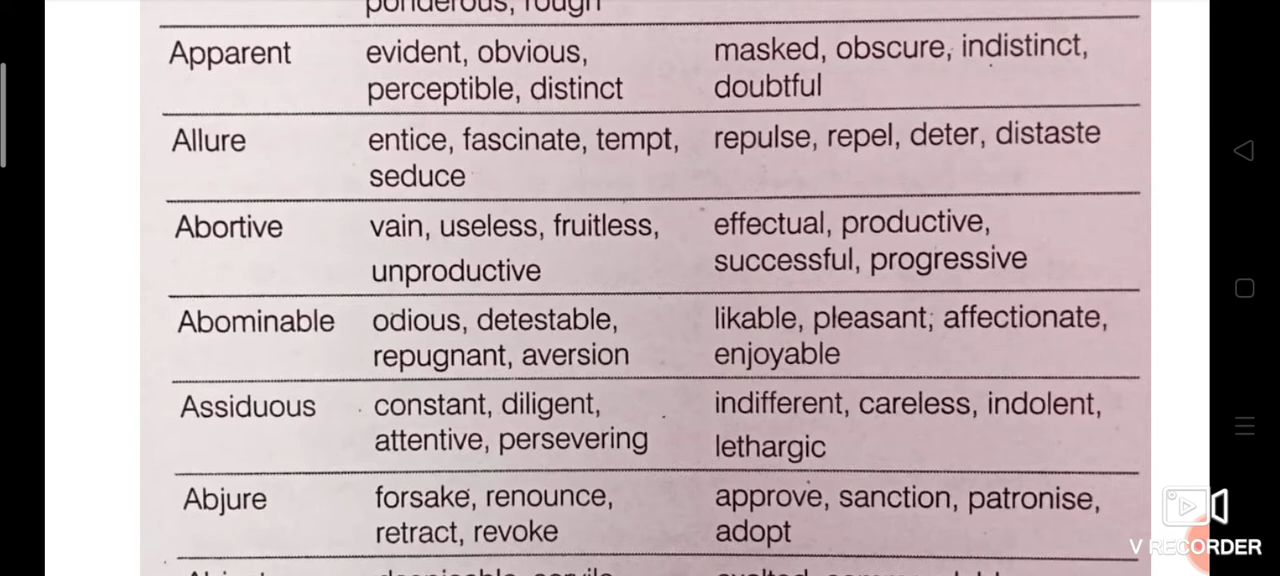 ponderous, rough
Apparent evident, obvious, masked, obscure, indistinct,
perceptible, distinct doubtful
Allure entice, fascinate, tempt, repulse, repel, deter, distaste
seduce
Abortive vain, useless, fruitless, effectual, productive,
unproductive successful, progressive
Abominable odious, detestable, likable, pleasant, affectionate,
repugnant, aversion enjoyable
Assiduous constant, diligent, indifferent, careless, indolent,
attentive, persevering lethargic
Abjure forsake, renounce, approve, sanction, patronise,
retract, revoke adopt
V RECORDER